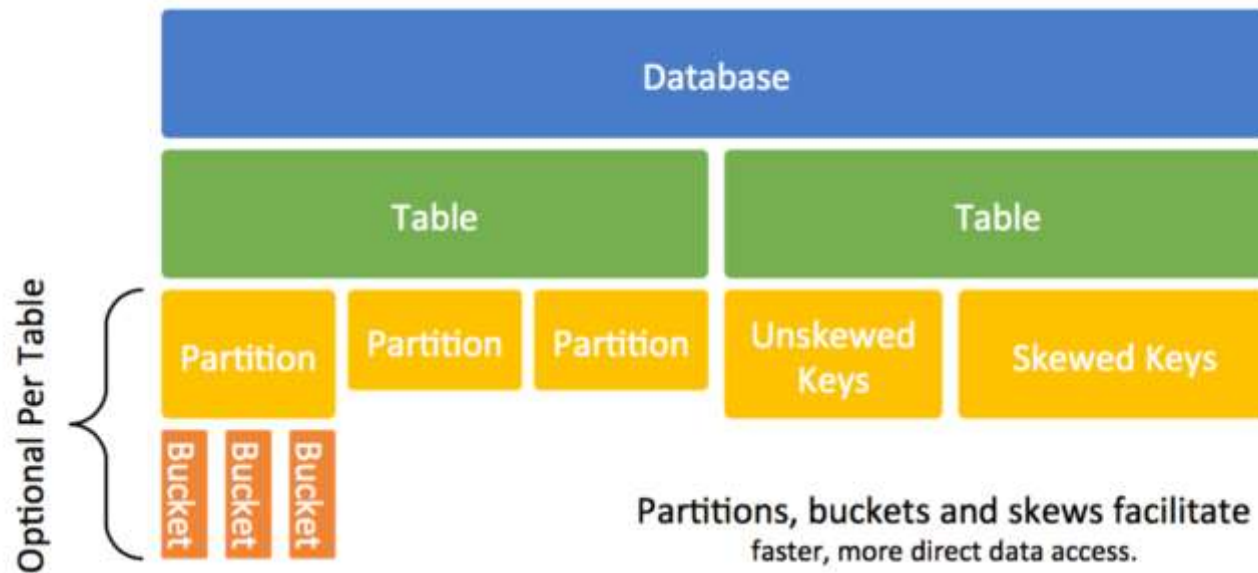 Database
Table
Table
Optional Per Table
Partition
Partition
Partition
Unskewed
Keys
Skewed Keys
Bucket
Bucket
Bucket
Partitions, buckets and skews facilitate
faster, more direct data access.